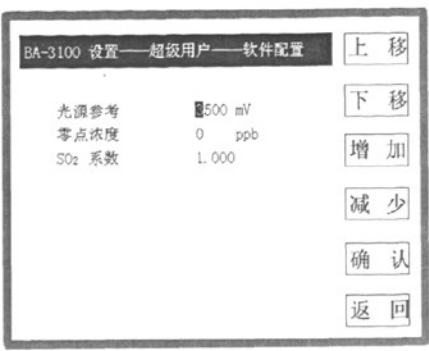 BA-3100 设置——超级用户——软件配置
光源参考 3500 mV
零点浓度 0 ppb
SO₂ 系数 1.000
上 移
下 移
增 加
减 少
确 认
返 回